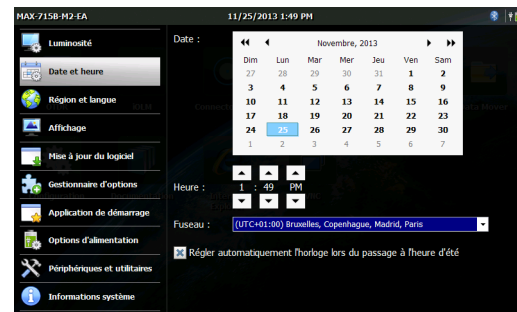 MAX-715B-M2-EA
11/25/2013 1:49 PM
Luminosité
Date et heure
Région et langue
Affichage
Mise à jour du logiciel
Gestionnaire d'options
Application de démarrage
Options d'alimentation
Périphériques et utilitaires
Informations système
Date :
Novembre, 2013
Dim Lun Mar Mer Jeu Ven Sam
27 28 29 30 31 1 2
3 4 5 6 7 8 9
10 11 12 13 14 15 16
17 18 19 20 21 22 23
24 25 26 27 28 29 30
1 2 3 4 5 6 7
Heure : 1 : 49 PM
Fuseau : (UTC+01:00) Bruxelles, Copenhague, Madrid, Paris
Régler automatiquement l'horloge lors du passage à l'heure d'été